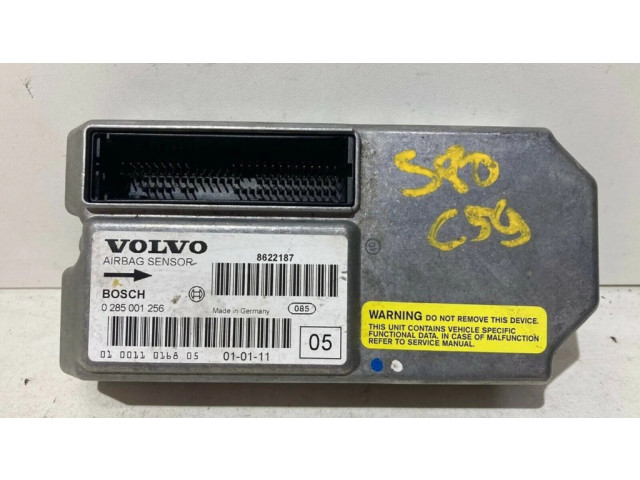 S70
C59
VOLVO
AIRBAG SENSOR
8622187
BOSCH
0 285 001 256
Made in Germany
085
01 0011 0168 05
01-01-11
05
WARNING DO NOT REMOVE THIS DEVICE.
THIS UNIT CONTAINS VEHICLE SPECIFIC
FUNCTIONAL DATA, IN CASE OF MALFUNCTION
REFER TO SERVICE MANUAL.